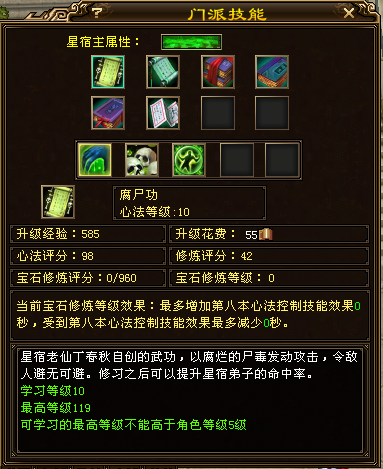 ?
门派技能
星宿主属性：
腐尸功
心法等级:10
升级经验：585
升级花费： 55
心法评分：98
修炼评分：42
宝石修炼评分：0/960
宝石修炼等级：0
当前宝石修炼等级效果：最多增加第八本心法控制技能效果0
秒，受到第八本心法控制技能效果最多减少0秒。
星宿老仙丁春秋自创的武功，以腐烂的尸毒发动攻击，令敌
人避无可避。修习之后可以提升星宿弟子的命中率。
学习等级10
最高等级119
可学习的最高等级不能高于角色等级5级